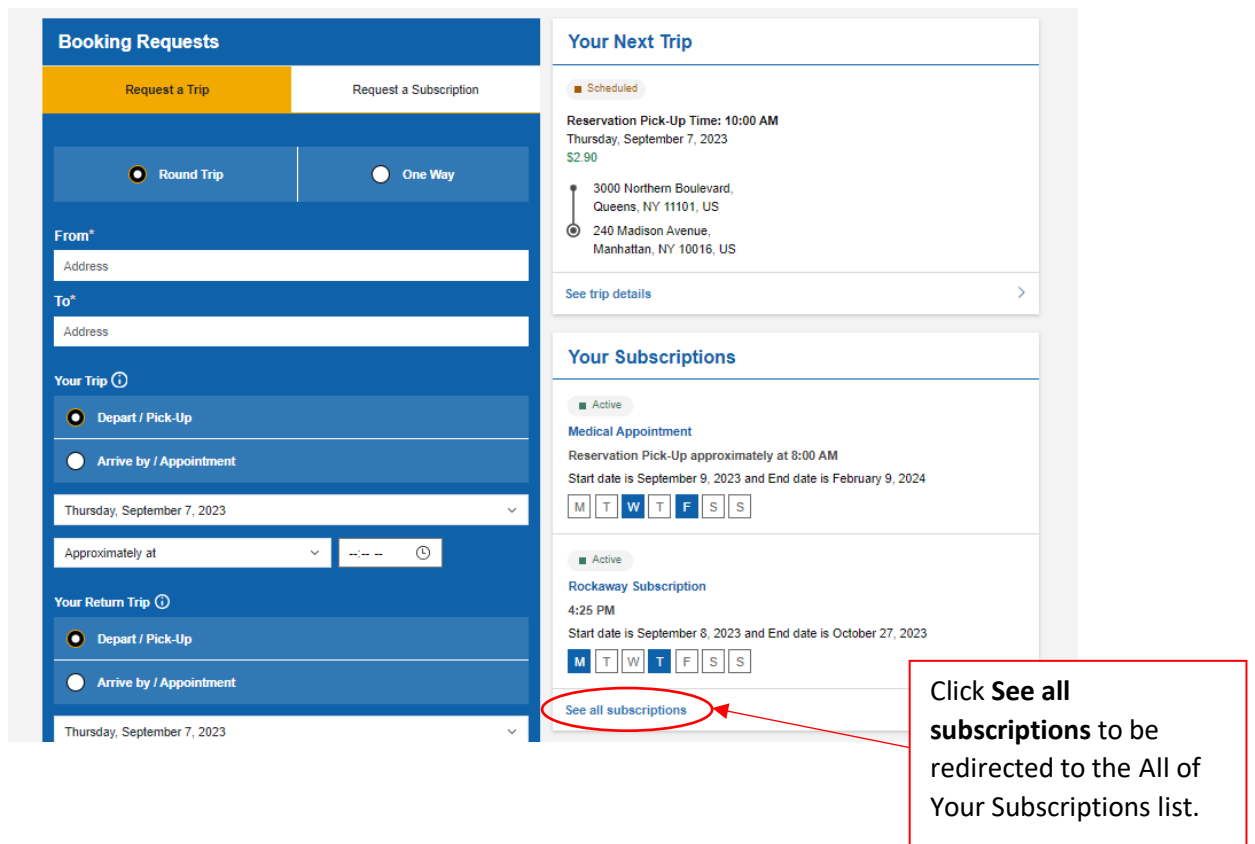 Booking Requests
Request a Trip
Request a Subscription
Round Trip
One Way
From*
Address
To*
Address
Your Trip
Depart / Pick-Up
Arrive by / Appointment
Thursday, September 7, 2023
Approximately at
--:-- --
Your Return Trip
Depart / Pick-Up
Arrive by / Appointment
Thursday, September 7, 2023
Your Next Trip
Scheduled
Reservation Pick-Up Time: 10:00 AM
Thursday, September 7, 2023
$2.90
3000 Northern Boulevard,
Queens, NY 11101, US
240 Madison Avenue,
Manhattan, NY 10016, US
See trip details
Your Subscriptions
Active
Medical Appointment
Reservation Pick-Up approximately at 8:00 AM
Start date is September 9, 2023 and End date is February 9, 2024
M T W T F S S
Active
Rockaway Subscription
4:25 PM
Start date is September 8, 2023 and End date is October 27, 2023
M T W T F S S
See all subscriptions
Click See all
subscriptions to be
redirected to the All of
Your Subscriptions list.